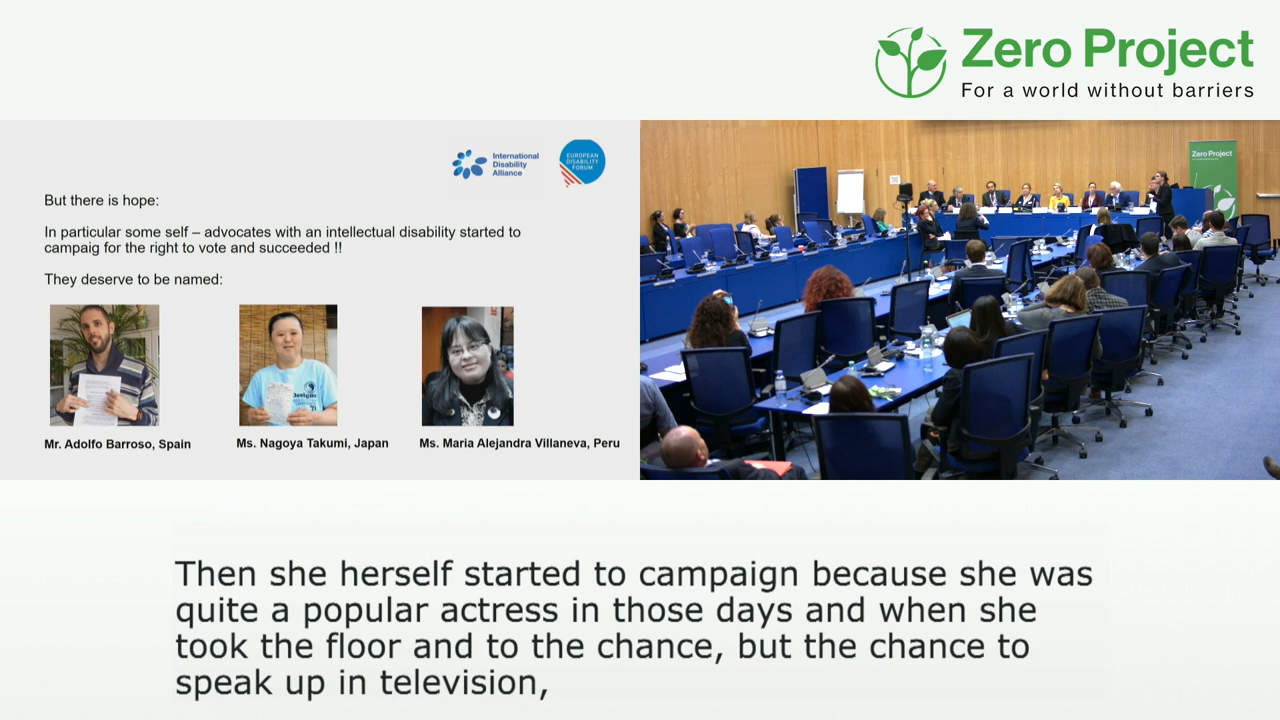 Zero Project
For a world without barriers
International
Disability
Alliance
EUROPEAN
DISABILITY
FORUM
But there is hope:
In particular some self – advocates with an intellectual disability started to
campaig for the right to vote and succeeded !!
They deserve to be named:
Mr. Adolfo Barroso, Spain
Ms. Nagoya Takumi, Japan
Ms. Maria Alejandra Villaneva, Peru
Zero Project
Then she herself started to campaign because she was
quite a popular actress in those days and when she
took the floor and to the chance, but the chance to
speak up in television,